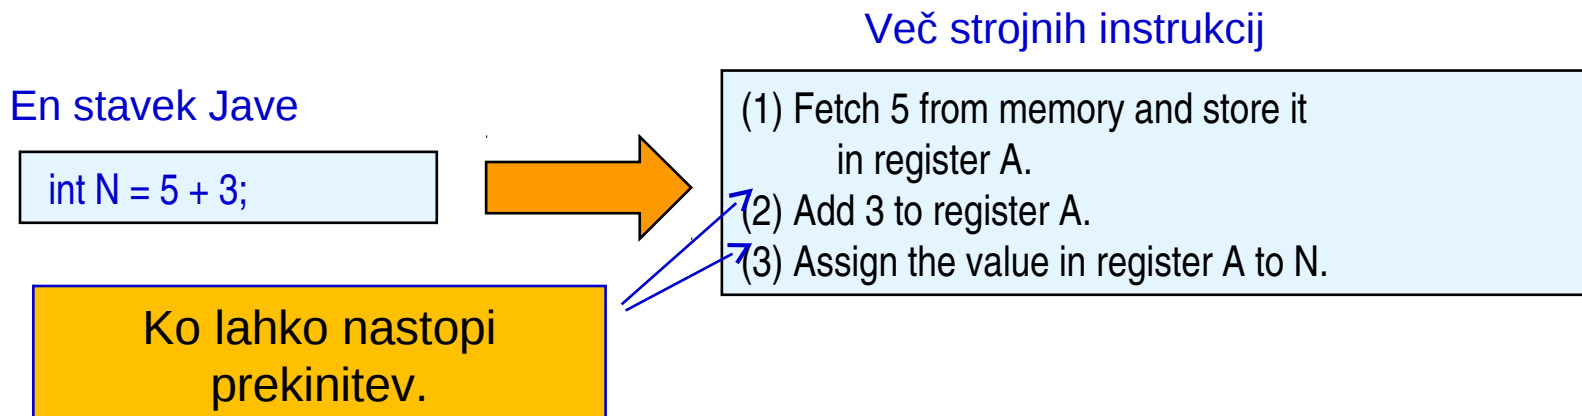 Več strojnih instrukcij
En stavek Jave
int N = 5 + 3;
(1) Fetch 5 from memory and store it
in register A.
(2) Add 3 to register A.
(3) Assign the value in register A to N.
Ko lahko nastopi
prekinitev.